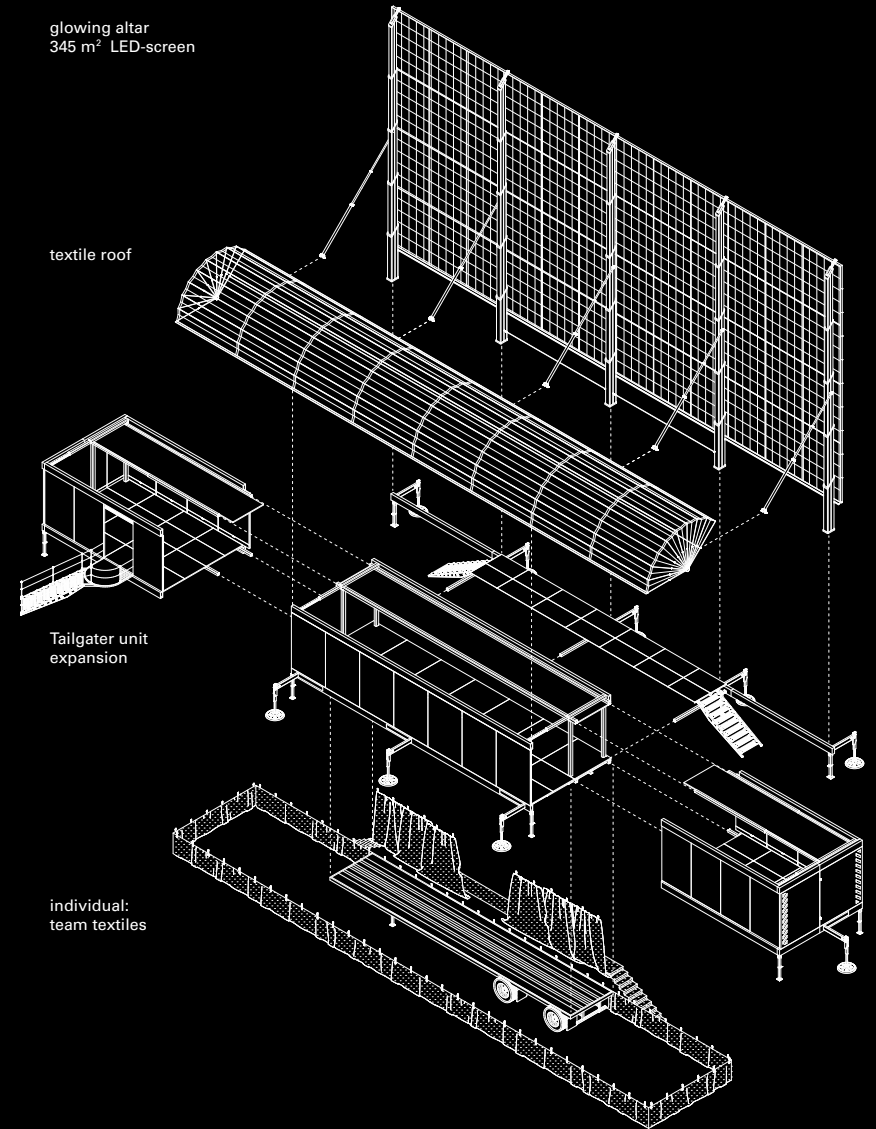 glowing altar
345 m² LED-screen
textile roof
Tailgater unit
expansion
individual:
team textiles